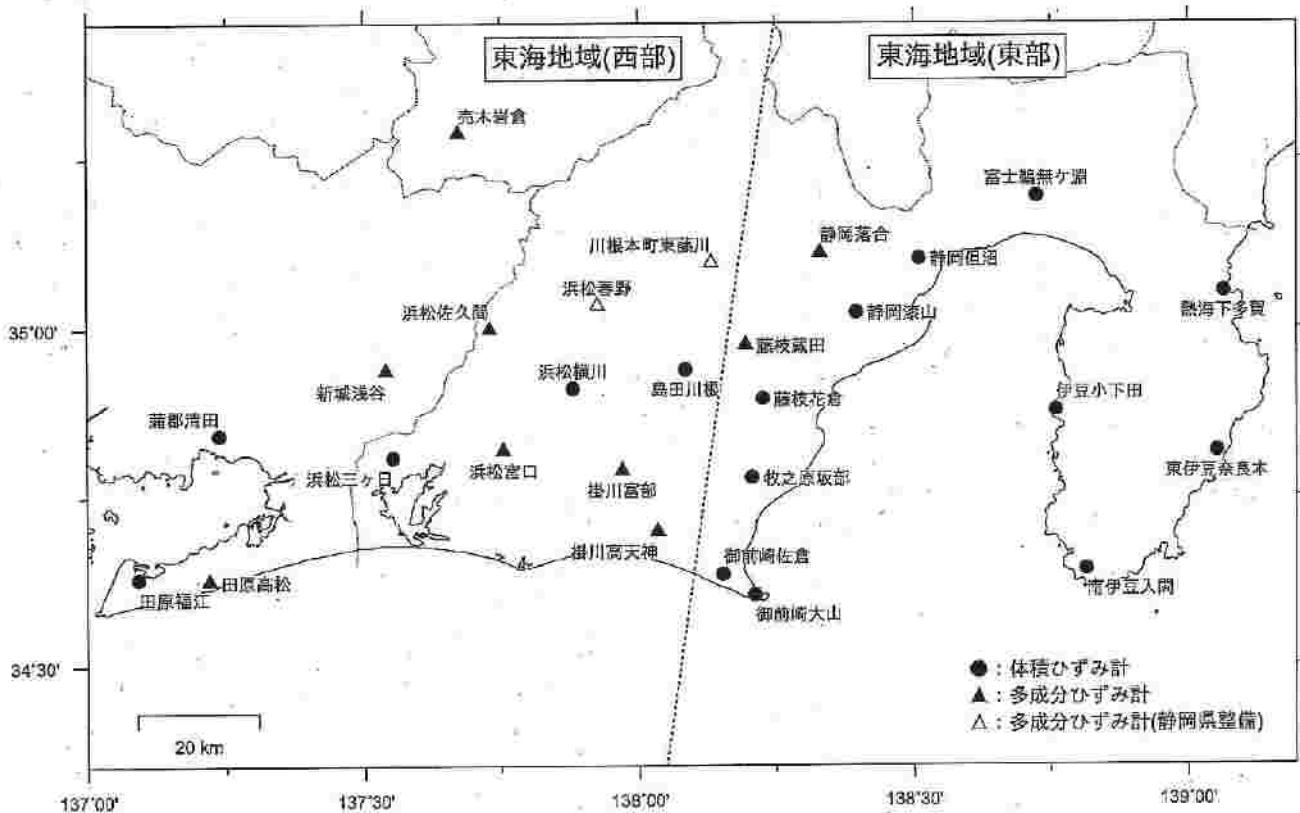 東海地域(西部)
東海地域(東部)
売木岩倉
富士鵜無ケ淵
川根本町東藤川
静岡落合
静岡但沼
浜松春野
熱海下多賀
浜松佐久間
静岡濱山
藤枝蔵田
新城浅谷
浜松横川
島田川根
藤枝花倉
伊豆小下田
蒲郡清田
浜松三ヶ日
浜松宮口
掛川富部
牧之原坂部
東伊豆奈良本
掛川高天神
御前崎佐倉
田原福江
田原高松
御前崎大山
南伊豆入間
35°00'
34°30'
●：体積ひずみ計
▲：多成分ひずみ計
△：多成分ひずみ計(静岡県整備)
20 km
137°00'
137°30'
138°00'
138°30'
139°00'